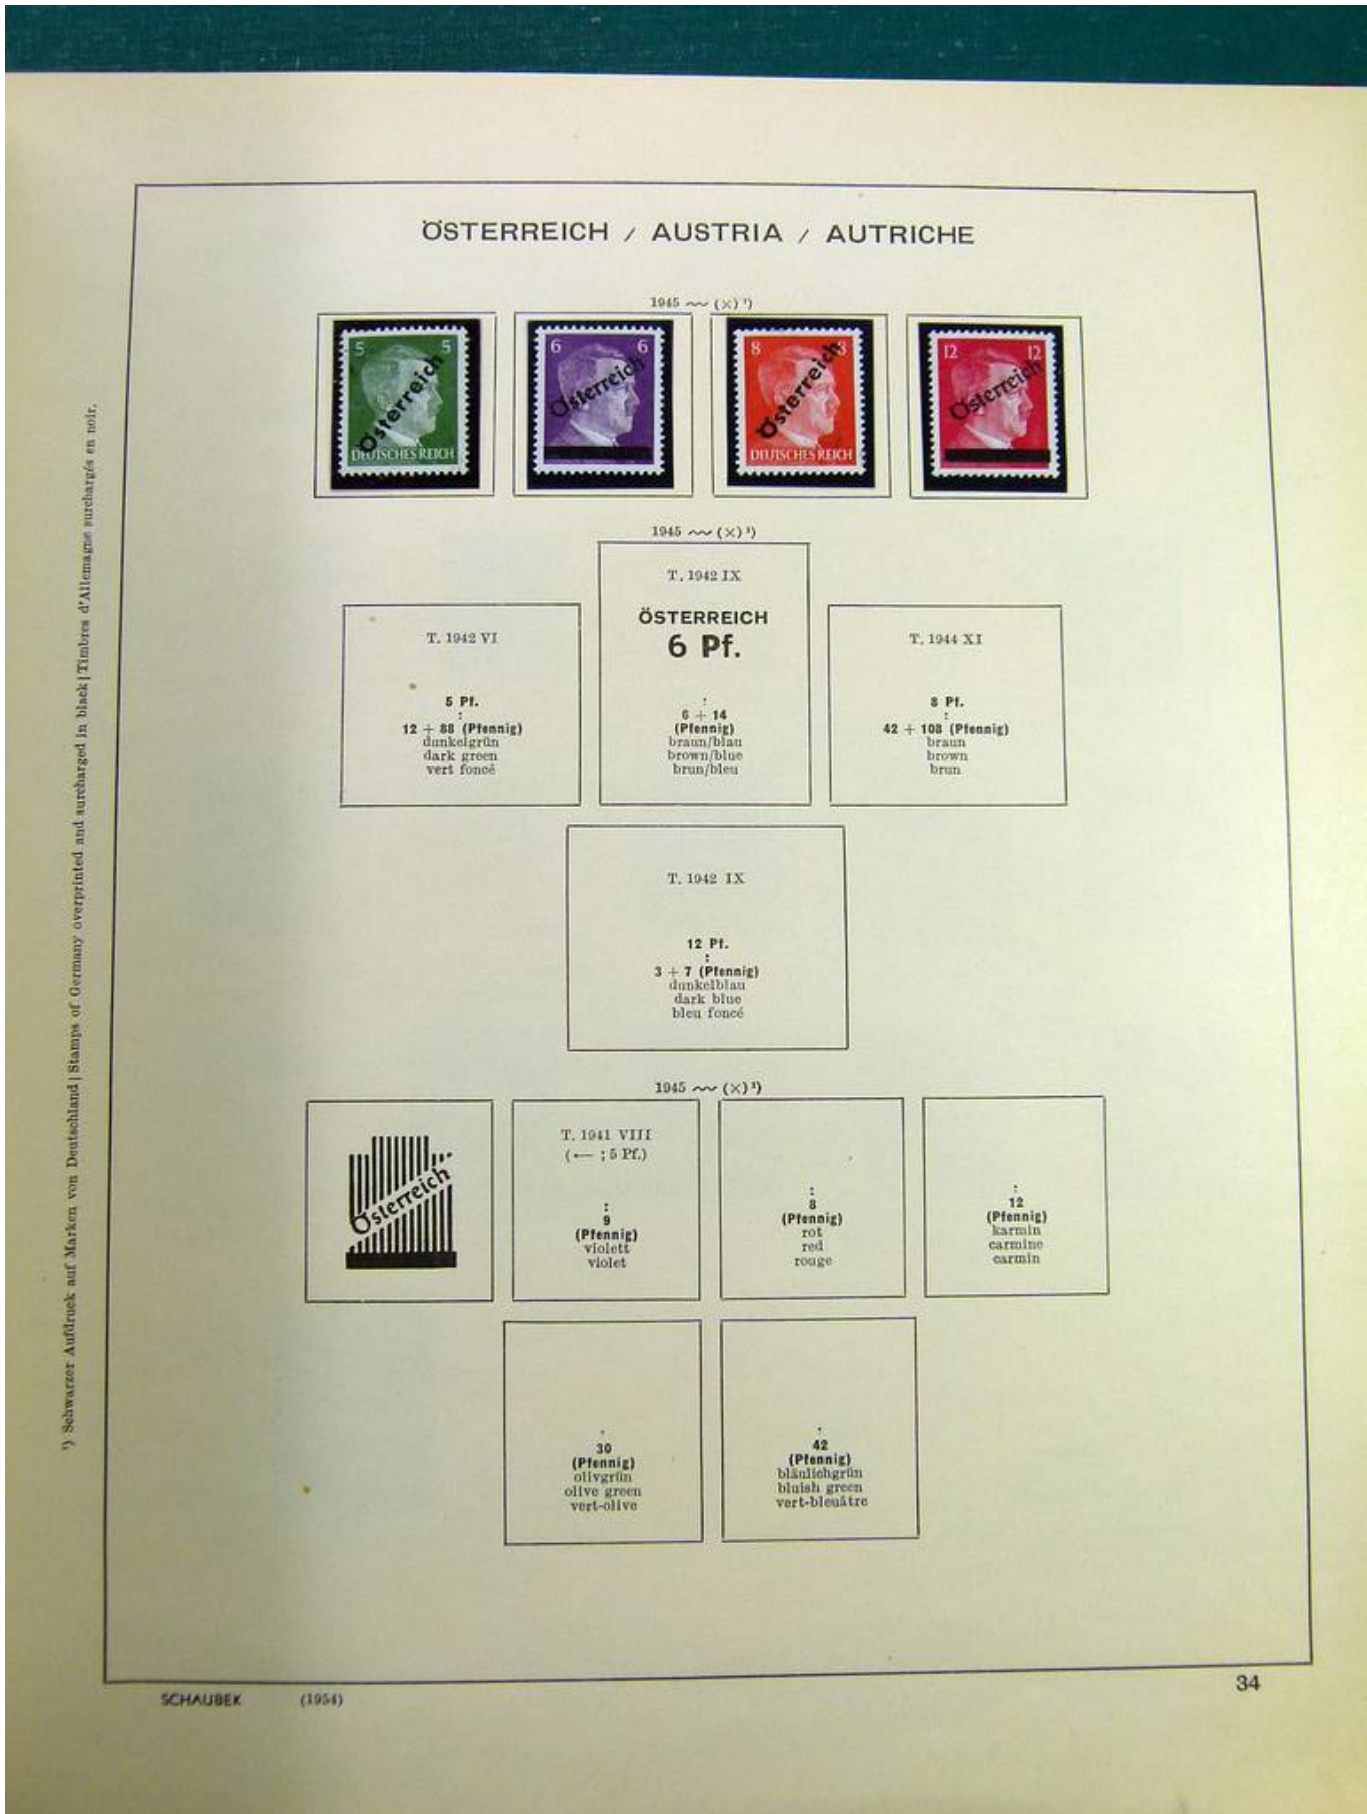 ÖSTERREICH / AUSTRIA / AUTRICHE
1945 ~~ (×) ¹)
5 5
Österreich
DEUTSCHES REICH
6 6
Österreich
8 8
Österreich
DEUTSCHES REICH
12 12
Österreich
1945 ~~ (×) ¹)
T. 1942 VI
5 Pf.
:
12 + 88 (Pfennig)
dunkelgrün
dark green
vert foncé
T. 1942 IX
ÖSTERREICH
6 Pf.
:
6 + 14
(Pfennig)
braun/blau
brown/blue
brun/bleu
T. 1944 XI
8 Pf.
:
42 + 108 (Pfennig)
braun
brown
brun
T. 1942 IX
12 Pf.
:
3 + 7 (Pfennig)
dunkelblau
dark blue
bleu foncé
1945 ~~ (×) ¹)
Österreich
T. 1941 VIII
(← ; 5 Pf.)
:
9
(Pfennig)
violett
violet
:
8
(Pfennig)
rot
red
rouge
:
12
(Pfennig)
karmin
carmine
carmin
.
30
(Pfennig)
olivgrün
olive green
vert-olive
.
42
(Pfennig)
bläulichgrün
bluish green
vert-bleuâtre
¹) Schwarzer Aufdruck auf Marken von Deutschland | Stamps of Germany overprinted and surcharged in black | Timbres d'Allemagne surchargés en noir.
SCHAUBEK (1954)
34